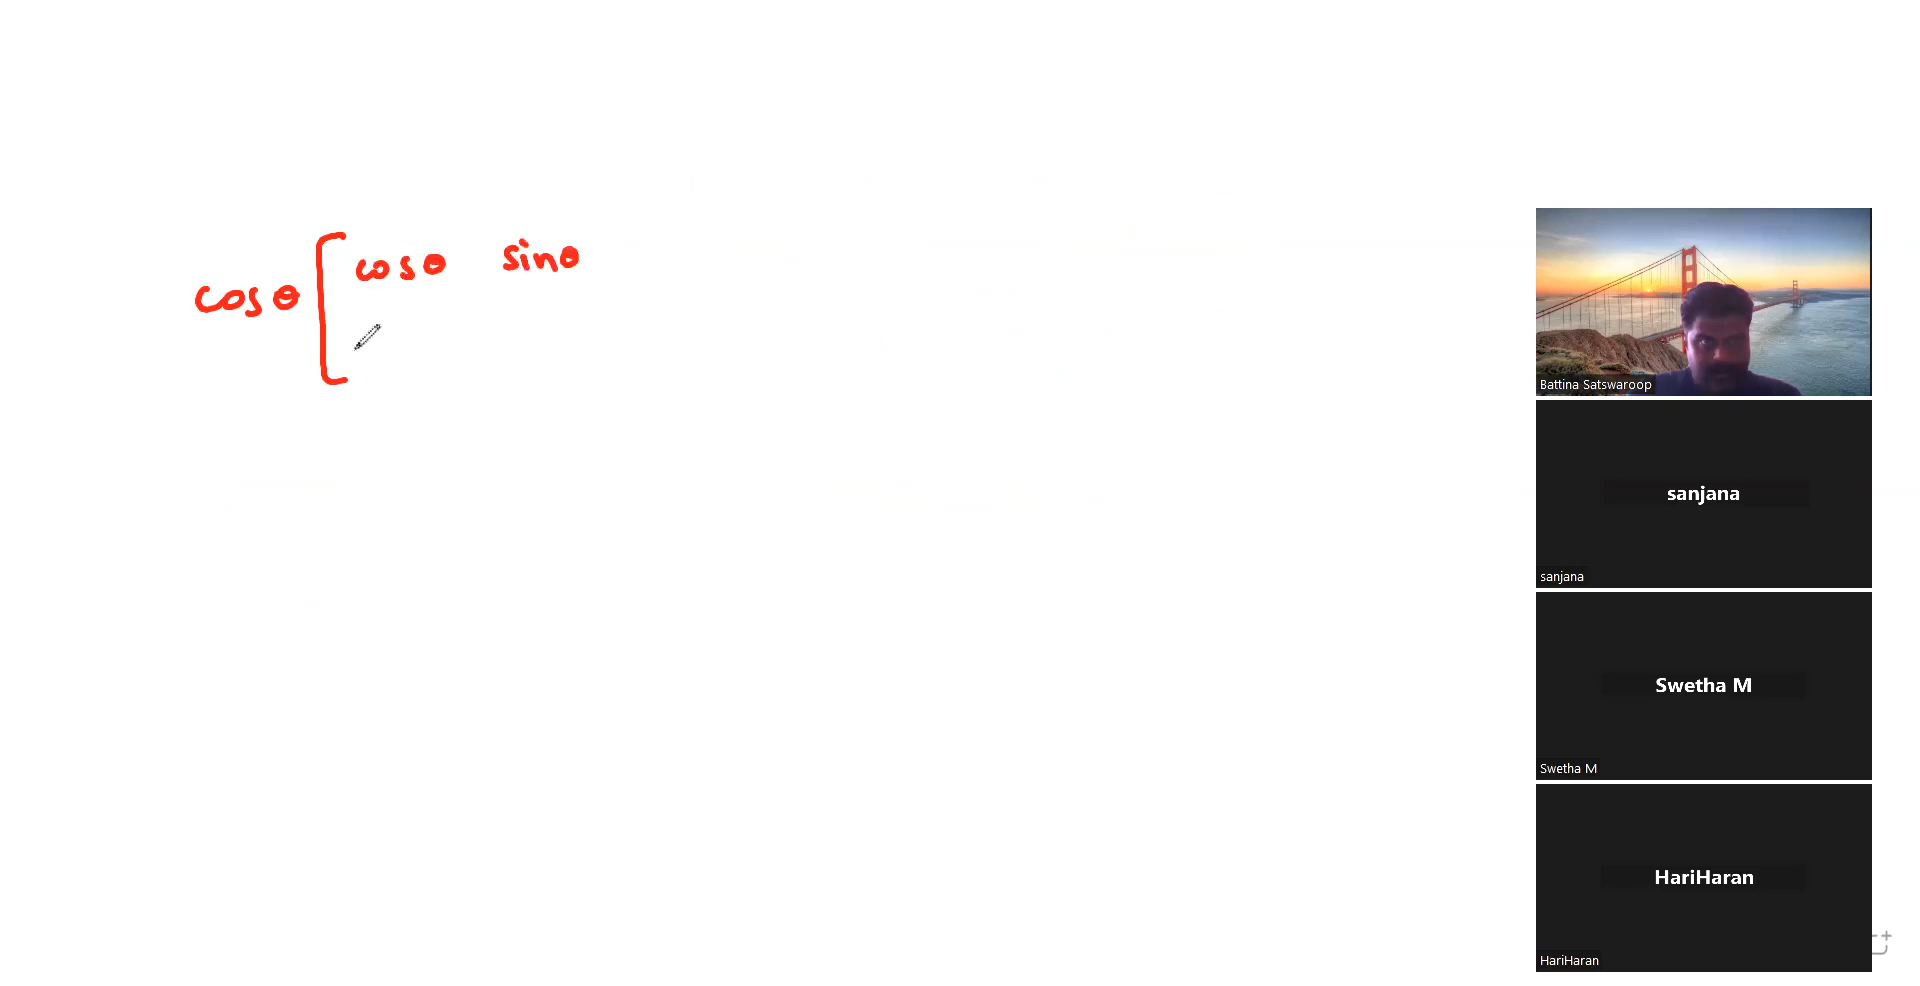 cosθ [ cosθ sinθ
Battina Satswaroop
sanjana
sanjana
Swetha M
Swetha M
HariHaran
HariHaran